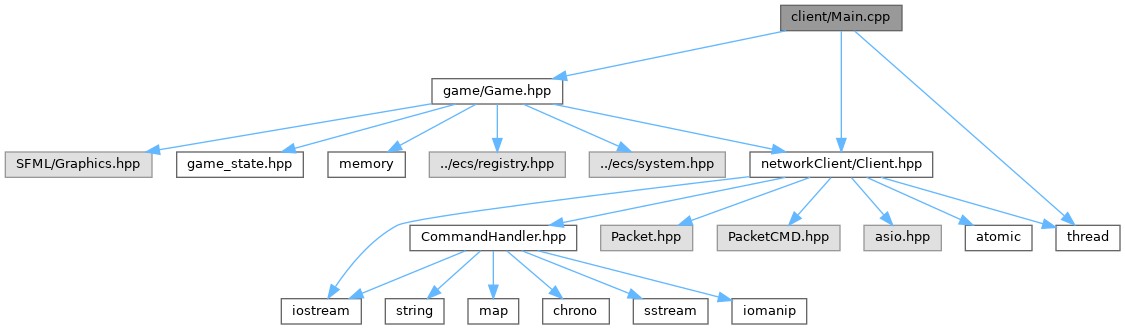 client/Main.cpp
game/Game.hpp
SFML/Graphics.hpp
game_state.hpp
memory
../ecs/registry.hpp
../ecs/system.hpp
networkClient/Client.hpp
CommandHandler.hpp
Packet.hpp
PacketCMD.hpp
asio.hpp
atomic
thread
iostream
string
map
chrono
sstream
iomanip